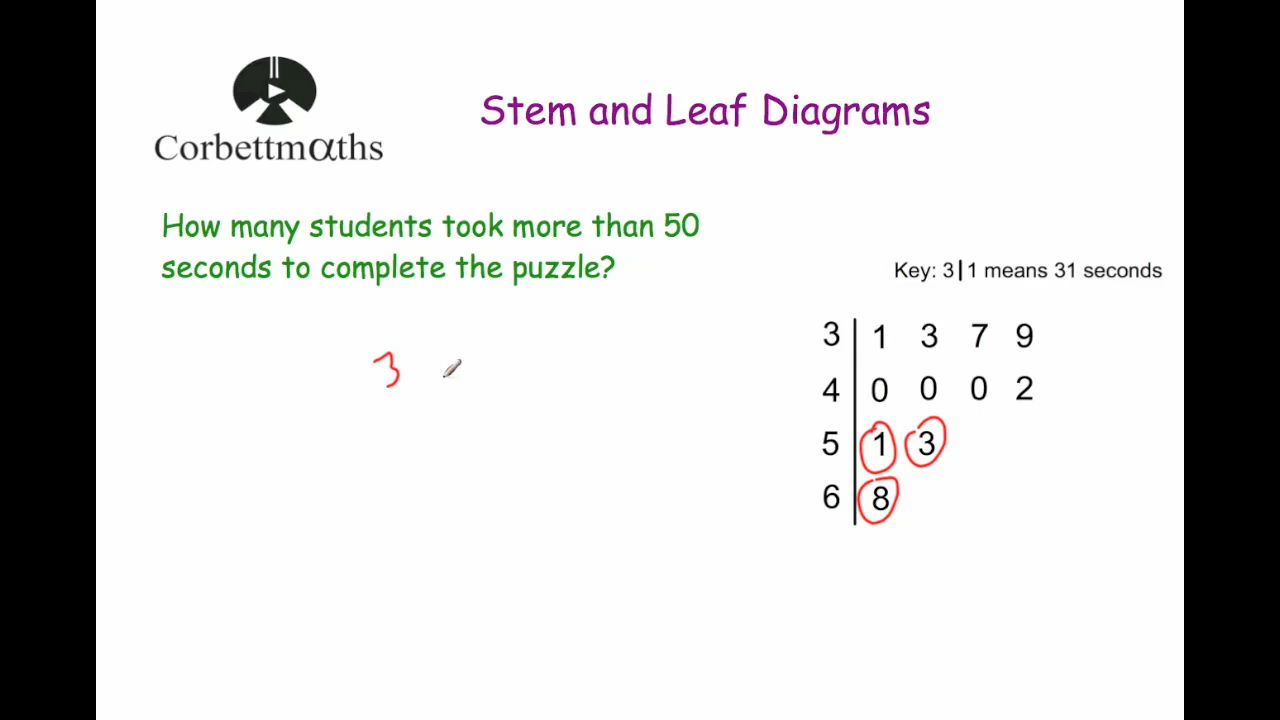 Corbettmαths
Stem and Leaf Diagrams
How many students took more than 50
seconds to complete the puzzle?
Key: 3|1 means 31 seconds
3 | 1 3 7 9
4 | 0 0 0 2
5 | 1 3
6 | 8
3